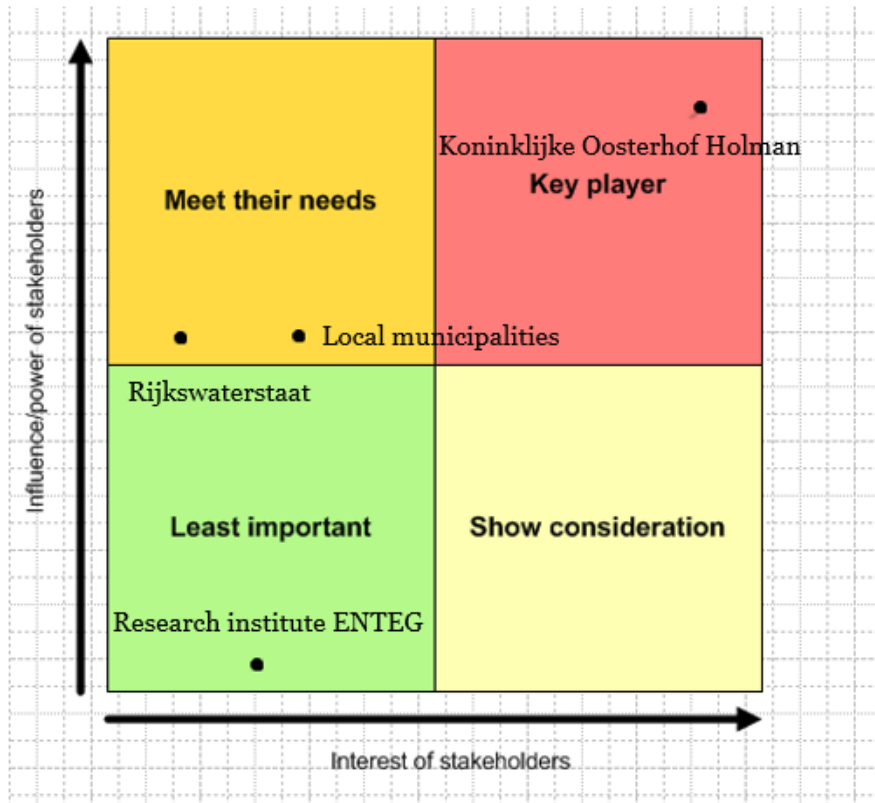 Koninklijke Oosterhof Holman
Key player
Meet their needs
Influence/power of stakeholders
Local municipalities
Rijkswaterstaat
Least important
Show consideration
Research institute ENTEG
Interest of stakeholders